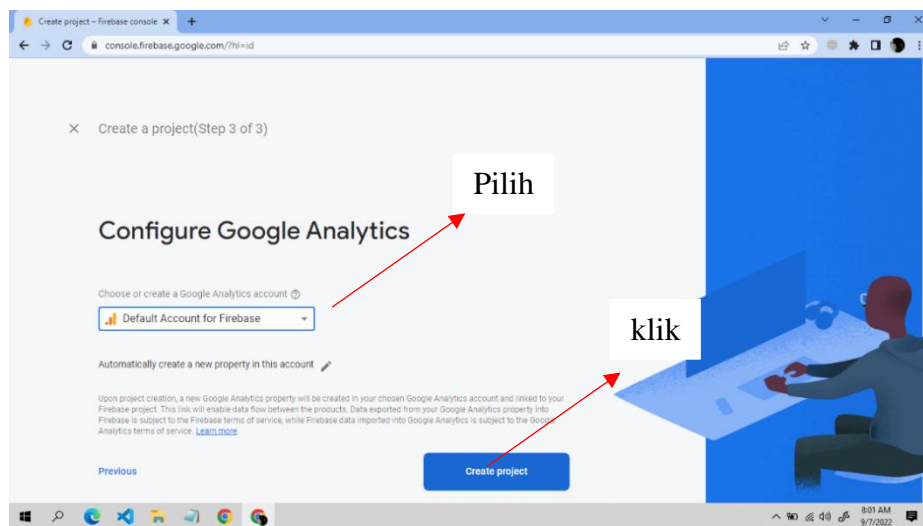 Create project - Firebase console
console.firebase.google.com/?hl=id
Create a project(Step 3 of 3)
Pilih
Configure Google Analytics
Choose or create a Google Analytics account
Default Account for Firebase
klik
Automatically create a new property in this account
Upon project creation, a new Google Analytics property will be created in your chosen Google Analytics account and linked to your
Firebase project. This link will enable data flow between the products. Data exported from your Google Analytics property into
Firebase is subject to the Firebase terms of service, while Firebase data imported into Google Analytics is subject to the Google
Analytics terms of service. Learn more
Previous
Create project
8:01 AM
9/7/2022